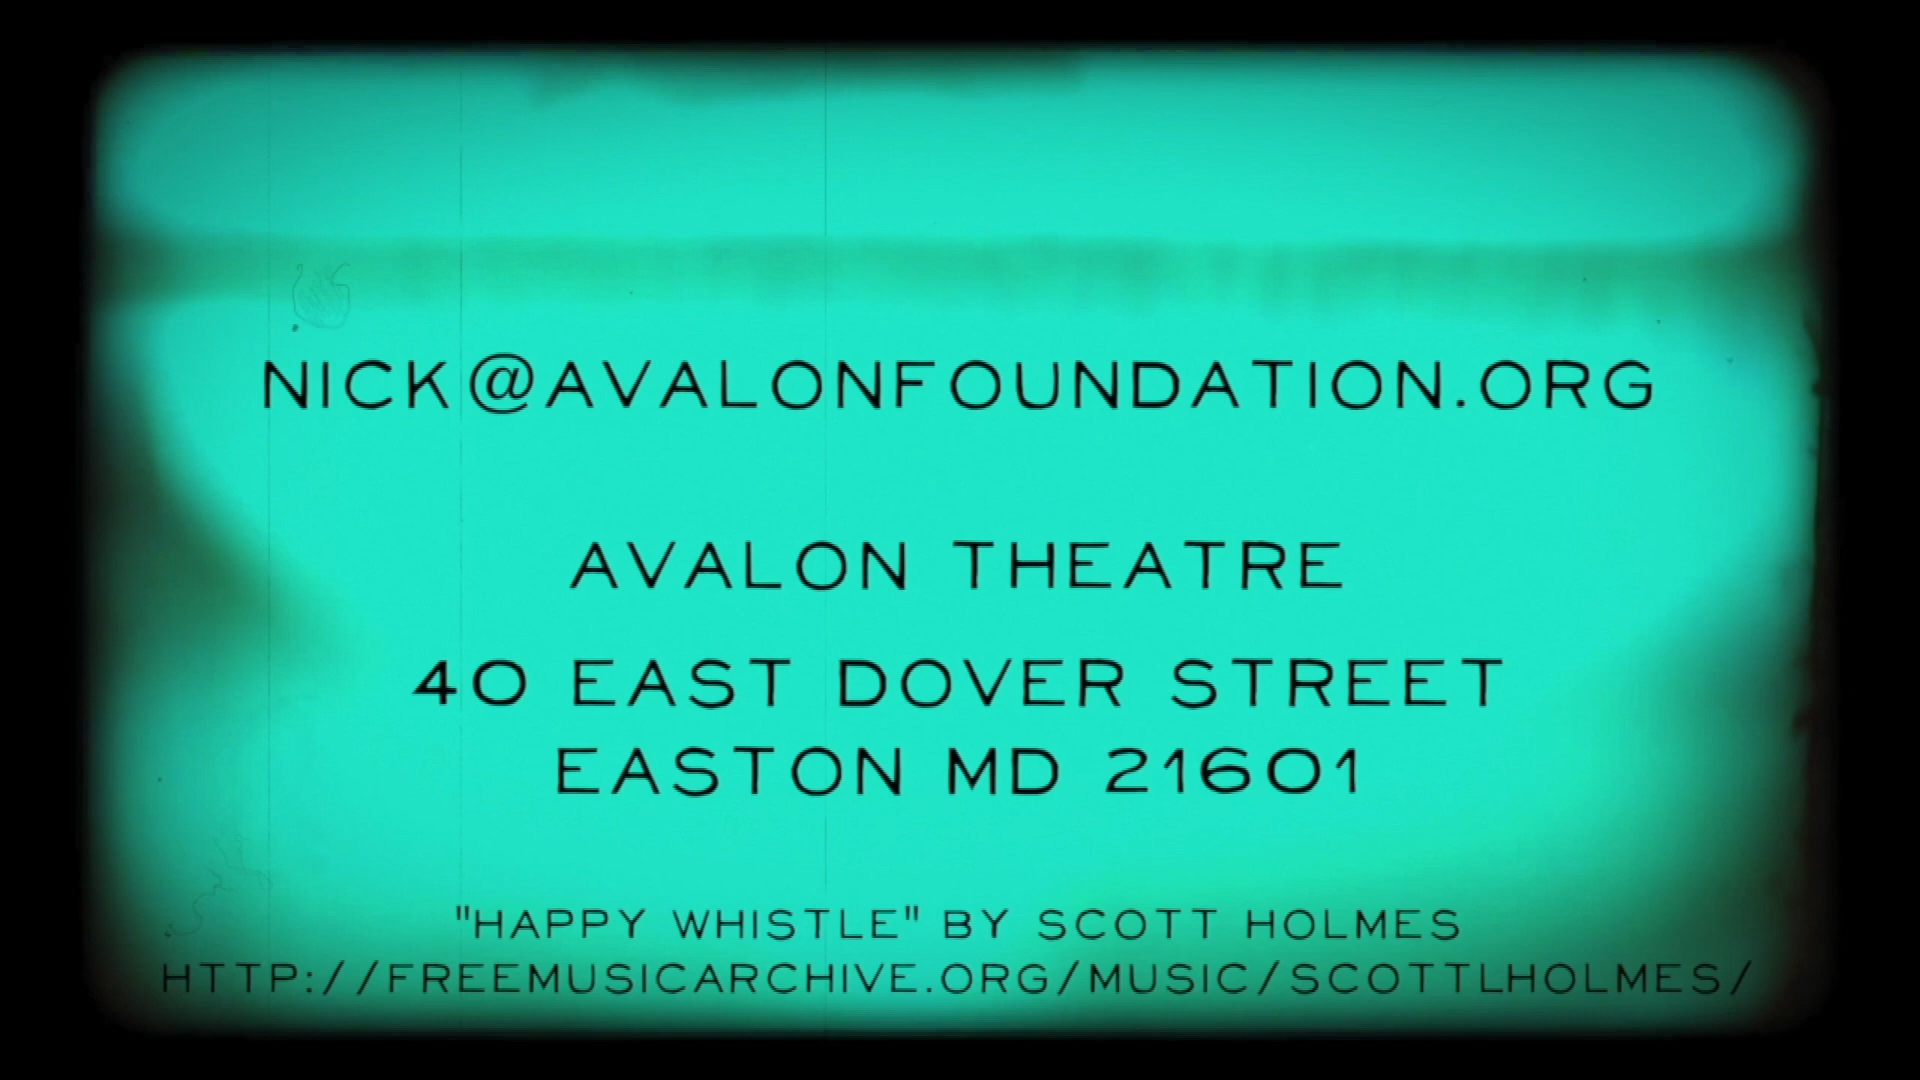 NICK@AVALONFOUNDATION.ORG
AVALON THEATRE
40 EAST DOVER STREET
EASTON MD 21601
"HAPPY WHISTLE" BY SCOTT HOLMES
HTTP://FREEMUSICARCHIVE.ORG/MUSIC/SCOTTLHOLMES/